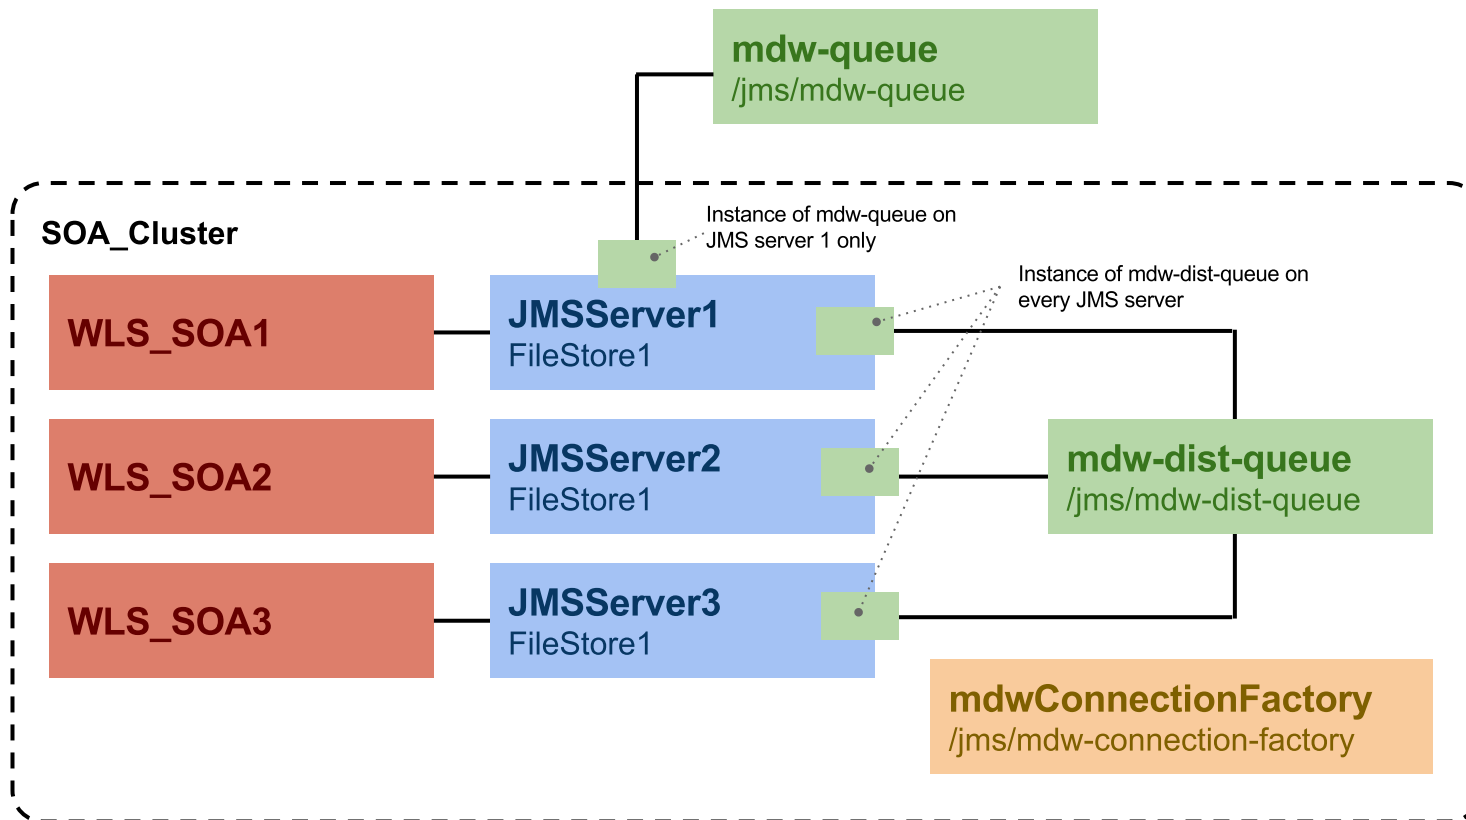 mdw-queue
/jms/mdw-queue
SOA_Cluster
Instance of mdw-queue on
JMS server 1 only
Instance of mdw-dist-queue on
every JMS server
WLS_SOA1
JMSServer1
FileStore1
WLS_SOA2
JMSServer2
FileStore1
mdw-dist-queue
/jms/mdw-dist-queue
WLS_SOA3
JMSServer3
FileStore1
mdwConnectionFactory
/jms/mdw-connection-factory